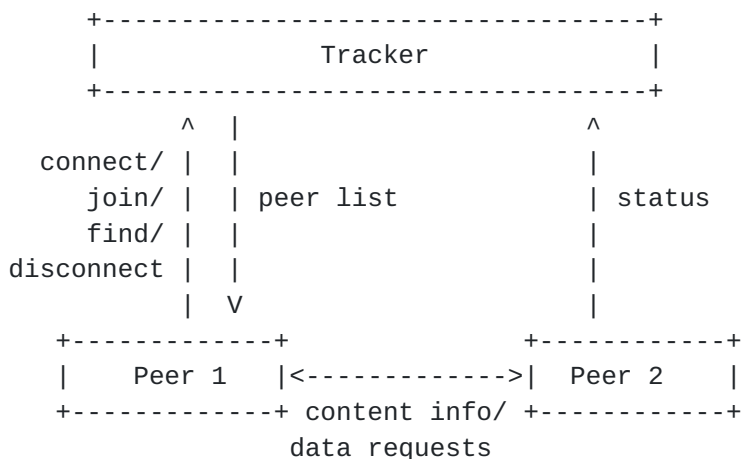 Tracker
connect/
join/ peer list status
find/
disconnect
Peer 1 Peer 2
content info/
data requests